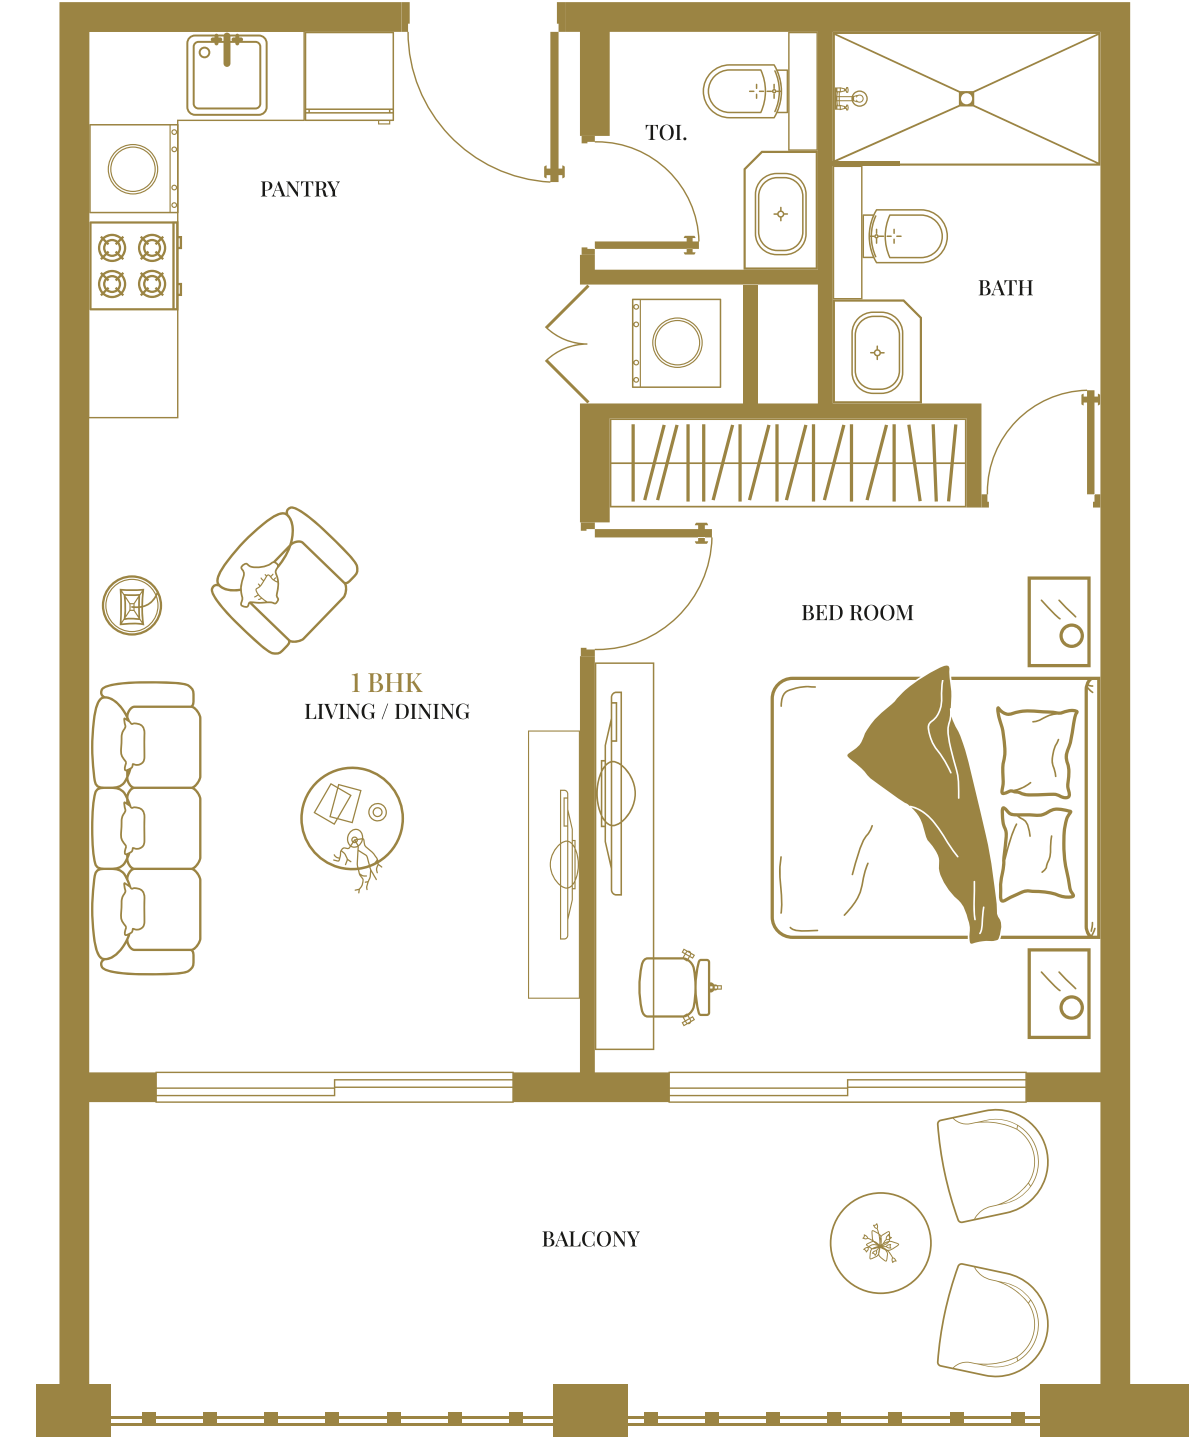 TOI.
PANTRY
BATH
BED ROOM
1 BHK
LIVING / DINING
BALCONY